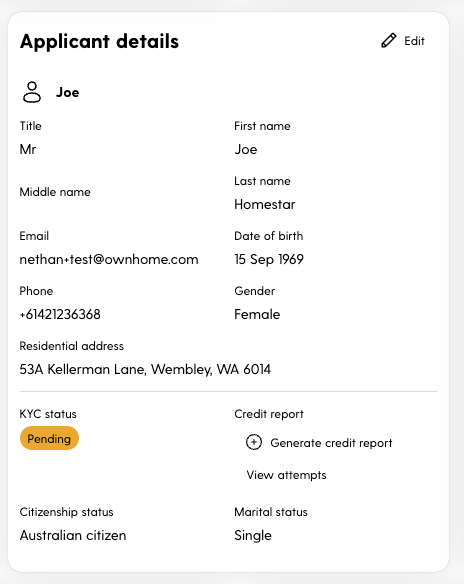 Applicant details
Edit
Joe
Title
First name
Mr
Joe
Middle name
Last name
Homestar
Email
Date of birth
nethan+test@ownhome.com
15 Sep 1969
Phone
Gender
+61421236368
Female
Residential address
53A Kellerman Lane, Wembley, WA 6014
KYC status
Credit report
Pending
Generate credit report
View attempts
Citizenship status
Marital status
Australian citizen
Single